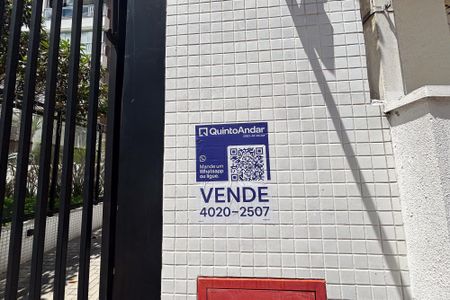 QuintoAndar
Mande um
Whatsapp
ou ligue.
VENDE
4020-2507